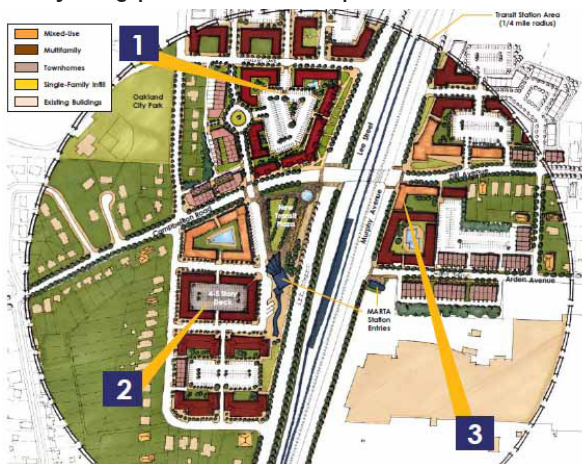 Transit Station Area
(1/4 mile radius)
1
Mixed-Use
Multifamily
Townhomes
Single-Family Infill
Existing Buildings
Oakland
City Park
Lee Street
Campbellton Road
New
Transit
Plaza
Murphy Avenue
Avenue
4-5 Story
Deck
Arden Avenue
MARTA
Station
Entries
2
3